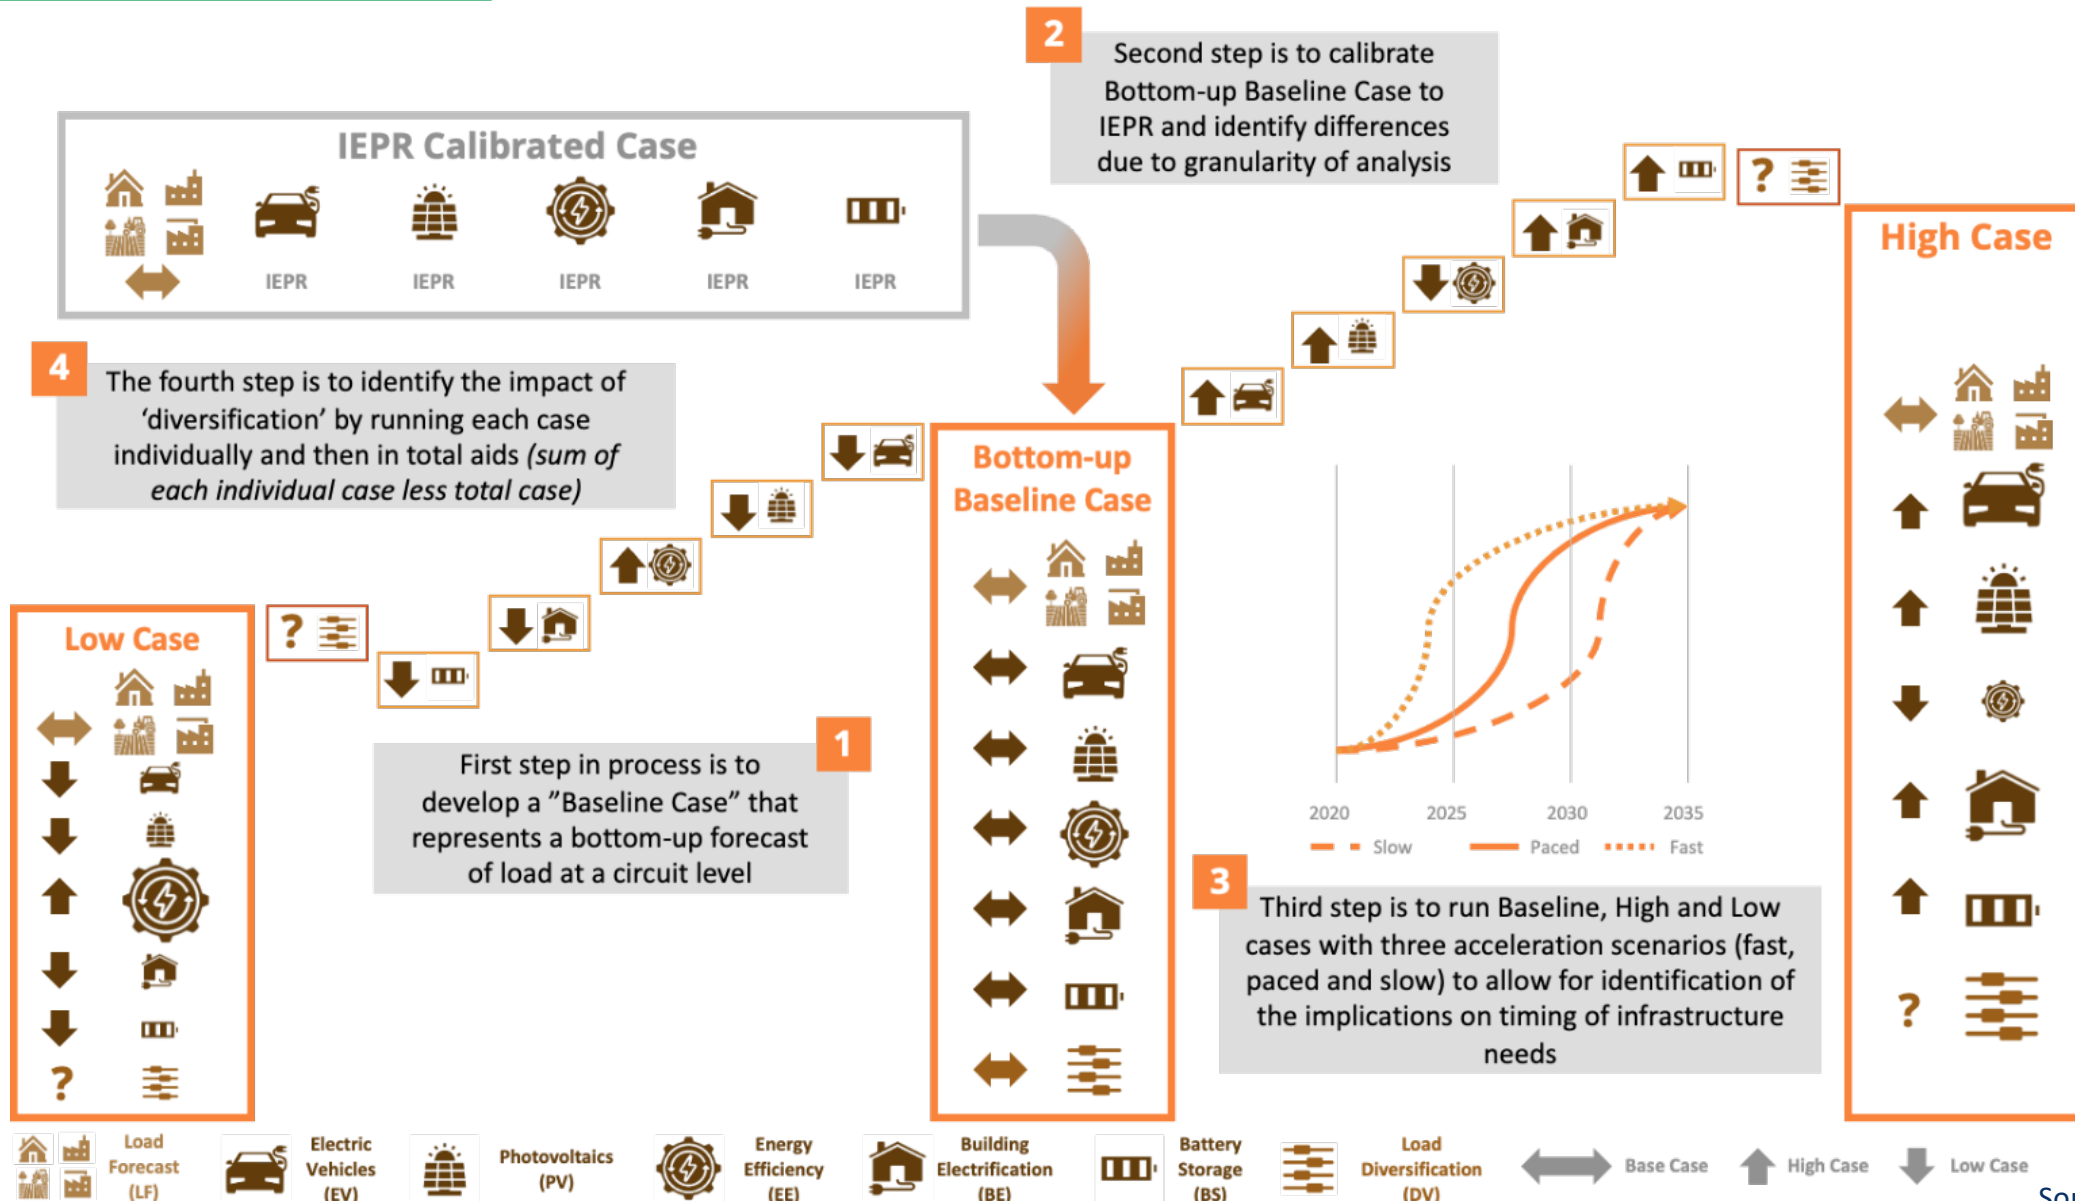 2
Second step is to calibrate
Bottom-up Baseline Case to
IEPR and identify differences
due to granularity of analysis
IEPR Calibrated Case
IEPR
IEPR
IEPR
IEPR
IEPR
?
High Case
4
The fourth step is to identify the impact of
‘diversification’ by running each case
individually and then in total aids (sum of
each individual case less total case)
Bottom-up
Baseline Case
Low Case
?
?
1
First step in process is to
develop a ”Baseline Case” that
represents a bottom-up forecast
of load at a circuit level
2020
2025
2030
2035
Slow
Paced
Fast
3
Third step is to run Baseline, High and Low
cases with three acceleration scenarios (fast,
paced and slow) to allow for identification of
the implications on timing of infrastructure
needs
?
Load
Forecast
(LF)
Electric
Vehicles
(EV)
Photovoltaics
(PV)
Energy
Efficiency
(EE)
Building
Electrification
(BE)
Battery
Storage
(BS)
Load
Diversification
(DV)
Base Case
High Case
Low Case